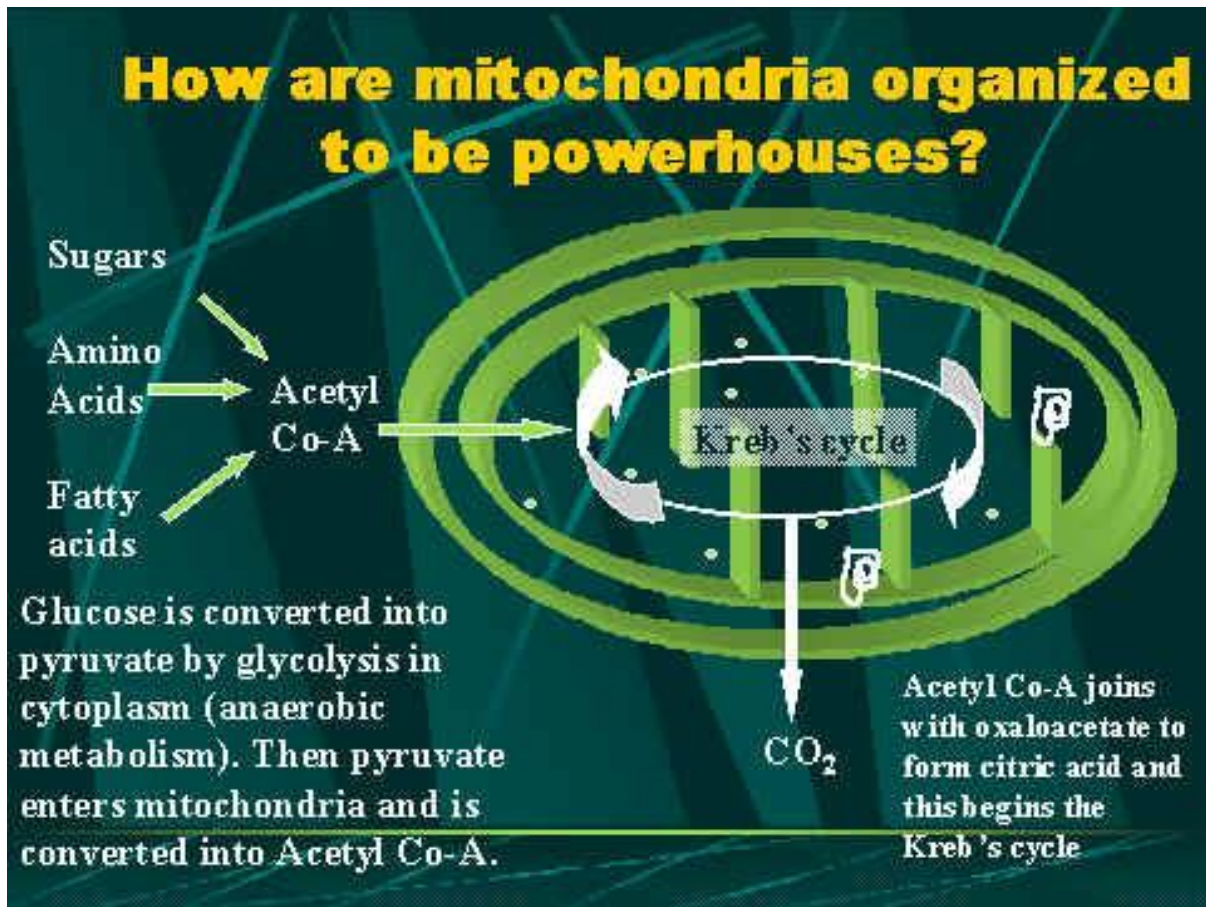 How are mitochondria organized
to be powerhouses?
Sugars
Amino
Acids
Fatty
acids
Acetyl
Co-A
Kreb's cycle
CO₂
Glucose is converted into
pyruvate by glycolysis in
cytoplasm (anaerobic
metabolism). Then pyruvate
enters mitochondria and is
converted into Acetyl Co-A.
Acetyl Co-A joins
with oxaloacetate to
form citric acid and
this begins the
Kreb's cycle